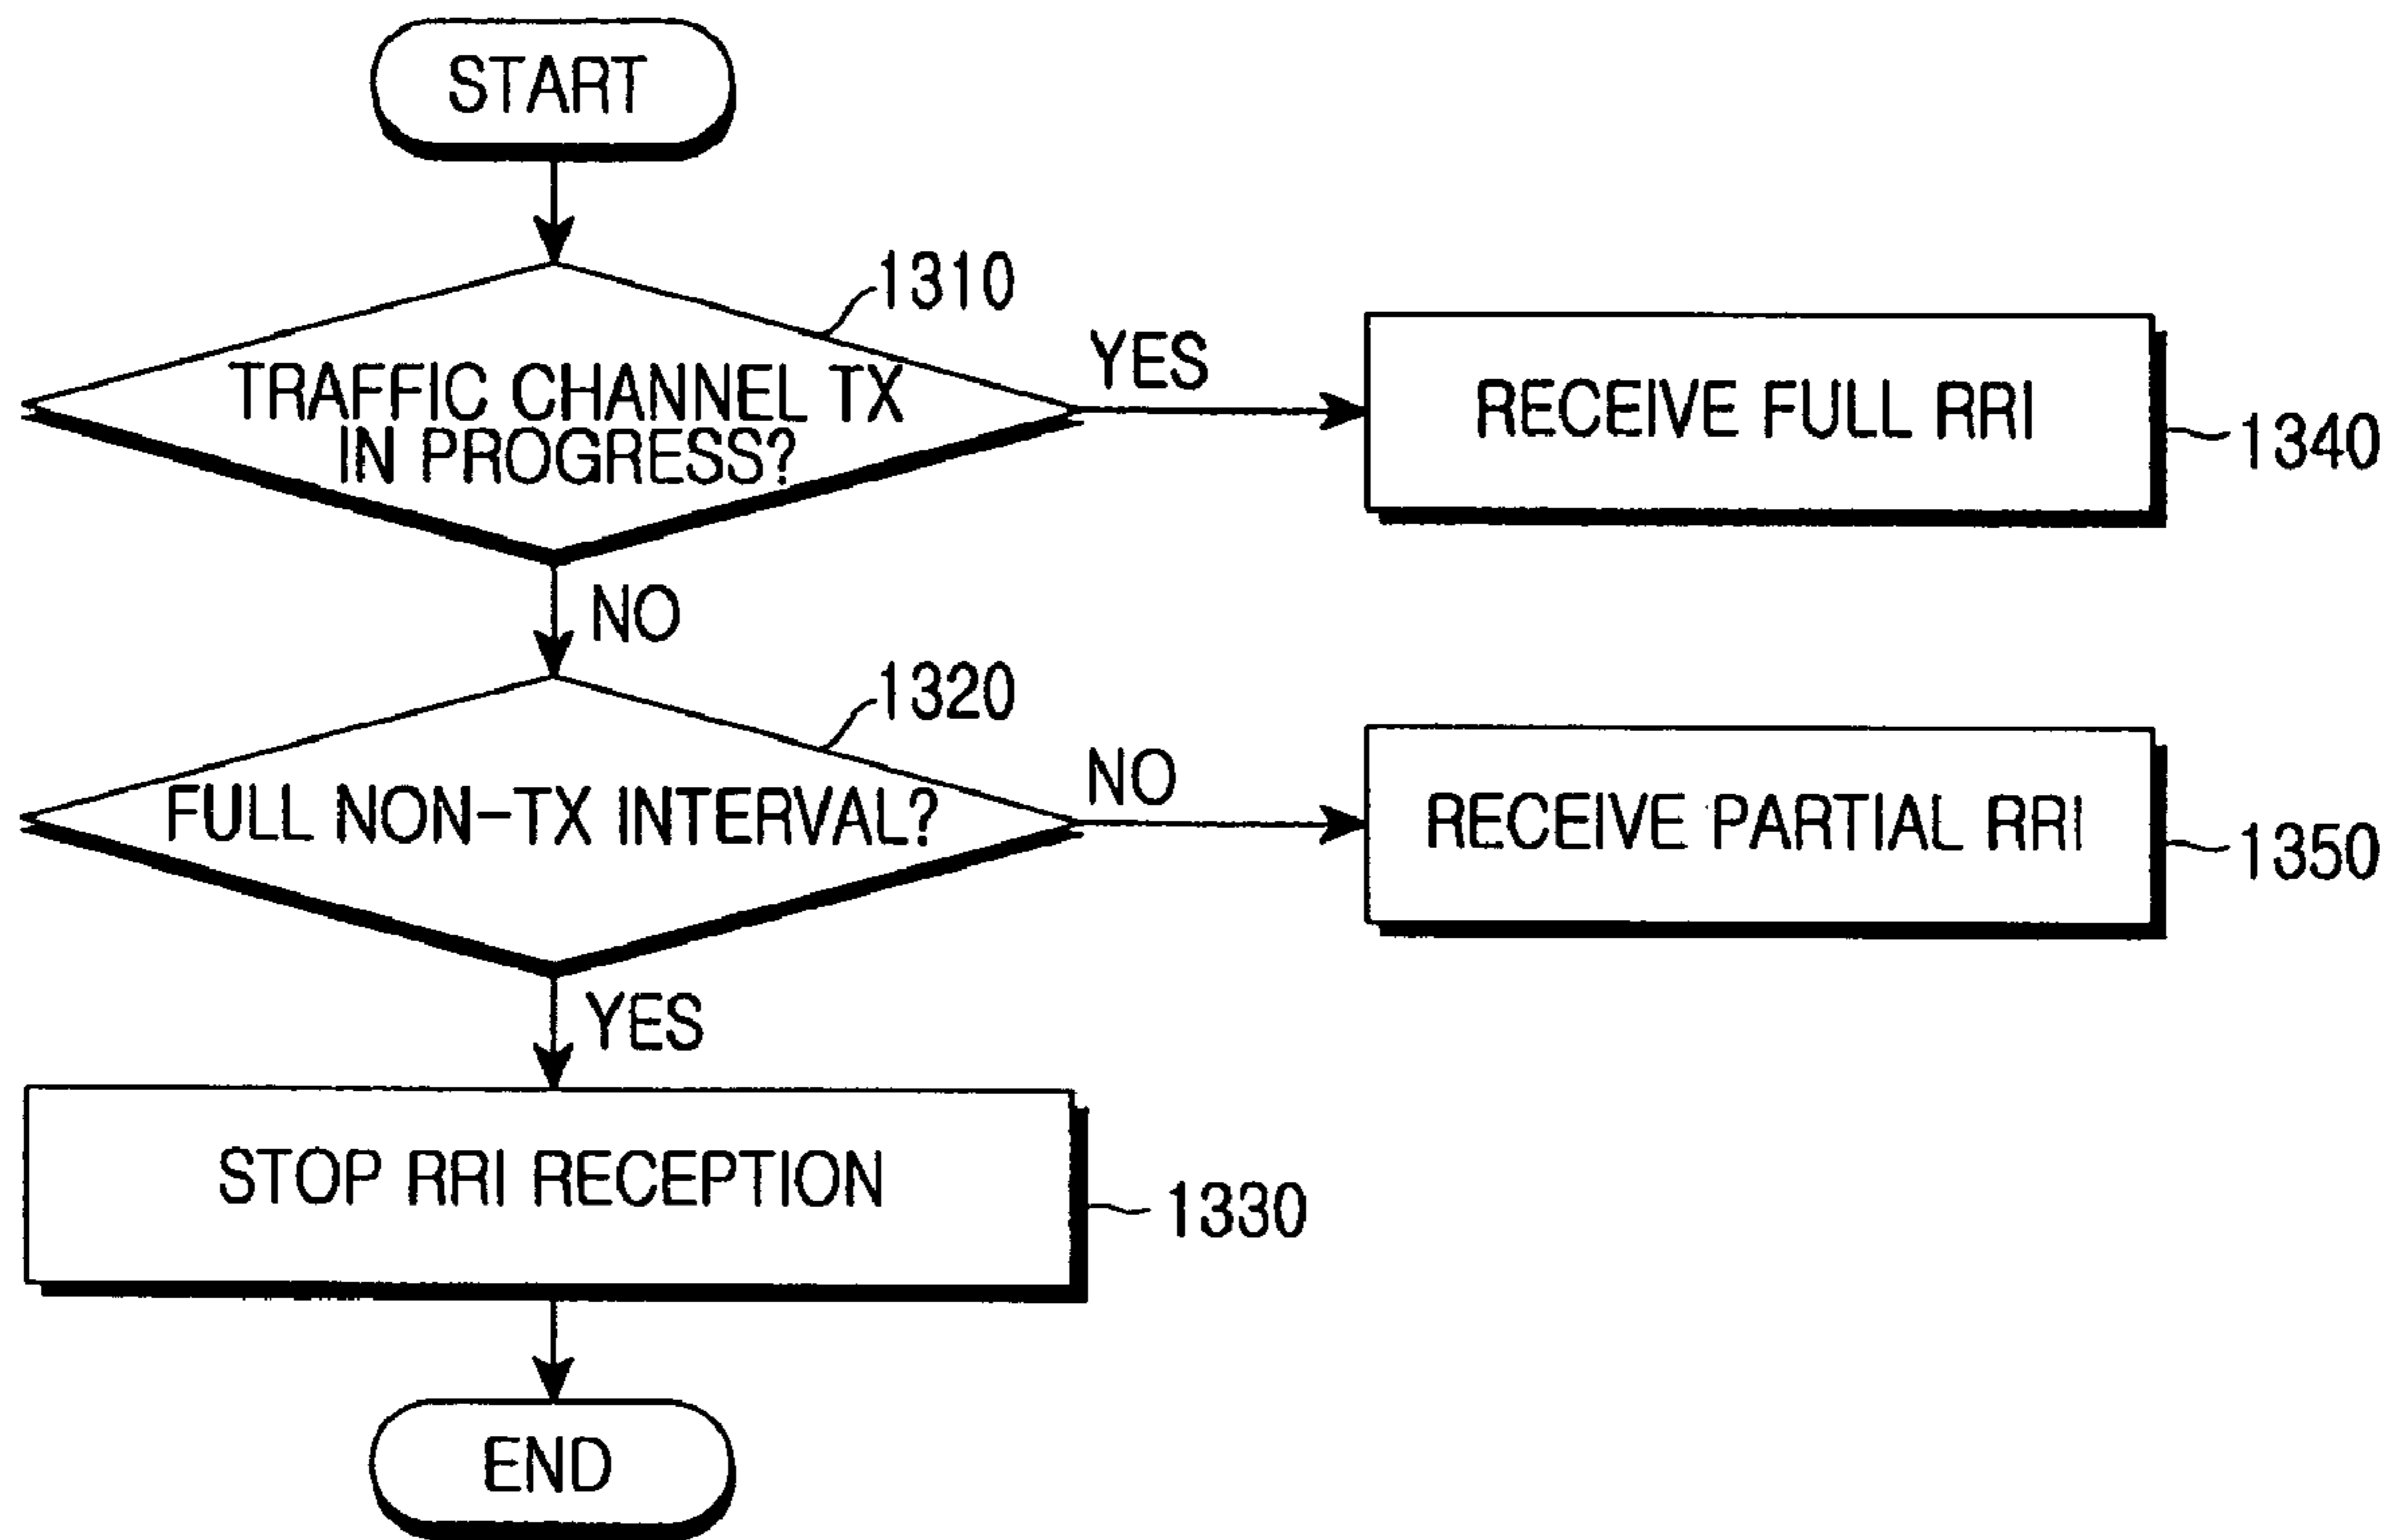 START
1310
TRAFFIC CHANNEL TX
IN PROGRESS?
YES
RECEIVE FULL RRI
1340
NO
1320
FULL NON-TX INTERVAL?
NO
RECEIVE PARTIAL RRI
1350
YES
STOP RRI RECEPTION
1330
END